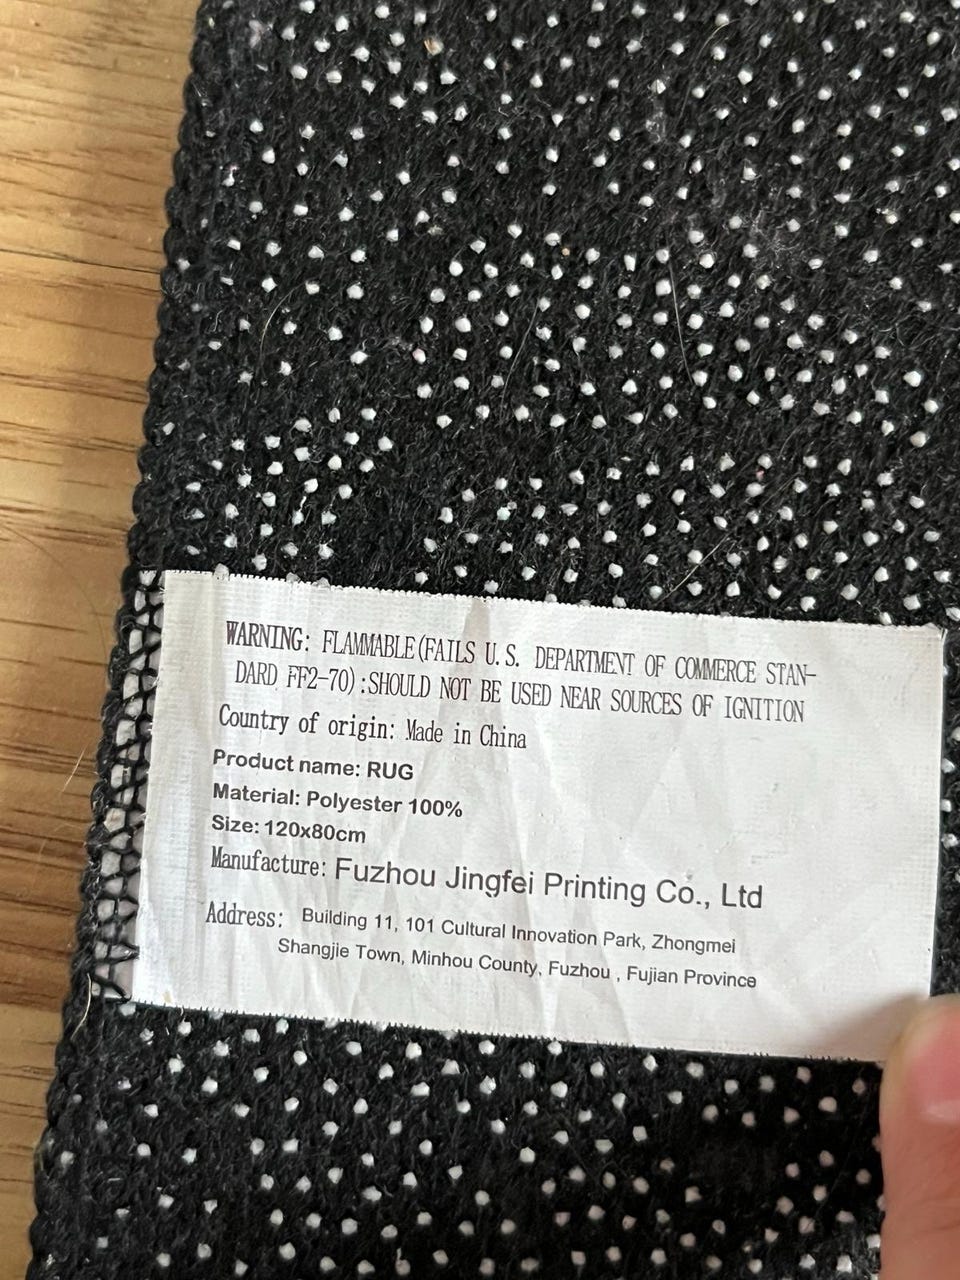 WARNING: FLAMMABLE(FAILS U.S. DEPARTMENT OF COMMERCE STAN-
DARD FF2-70):SHOULD NOT BE USED NEAR SOURCES OF IGNITION
Country of origin: Made in China
Product name: RUG
Material: Polyester 100%
Size: 120x80cm
Manufacture: Fuzhou Jingfei Printing Co., Ltd
Address: Building 11, 101 Cultural Innovation Park, Zhongmei
Shangjie Town, Minhou County, Fuzhou , Fujian Province